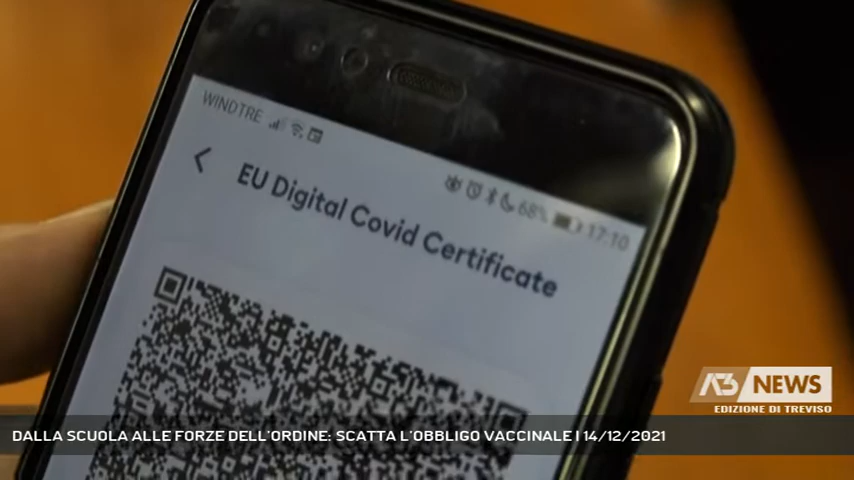 WINDTRE
68% 17:10
EU Digital Covid Certificate
A3 NEWS
EDIZIONE DI TREVISO
DALLA SCUOLA ALLE FORZE DELL'ORDINE: SCATTA L'OBBLIGO VACCINALE | 14/12/2021